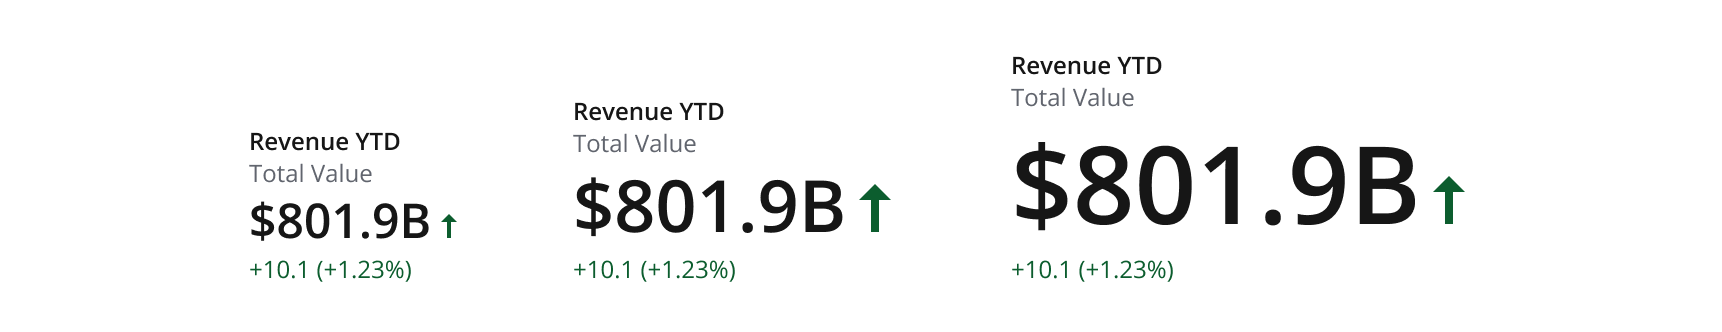 Revenue YTD
Total Value
$801.9B
+10.1 (+1.23%)
Revenue YTD
Total Value
$801.9B
+10.1 (+1.23%)
Revenue YTD
Total Value
$801.9B
+10.1 (+1.23%)